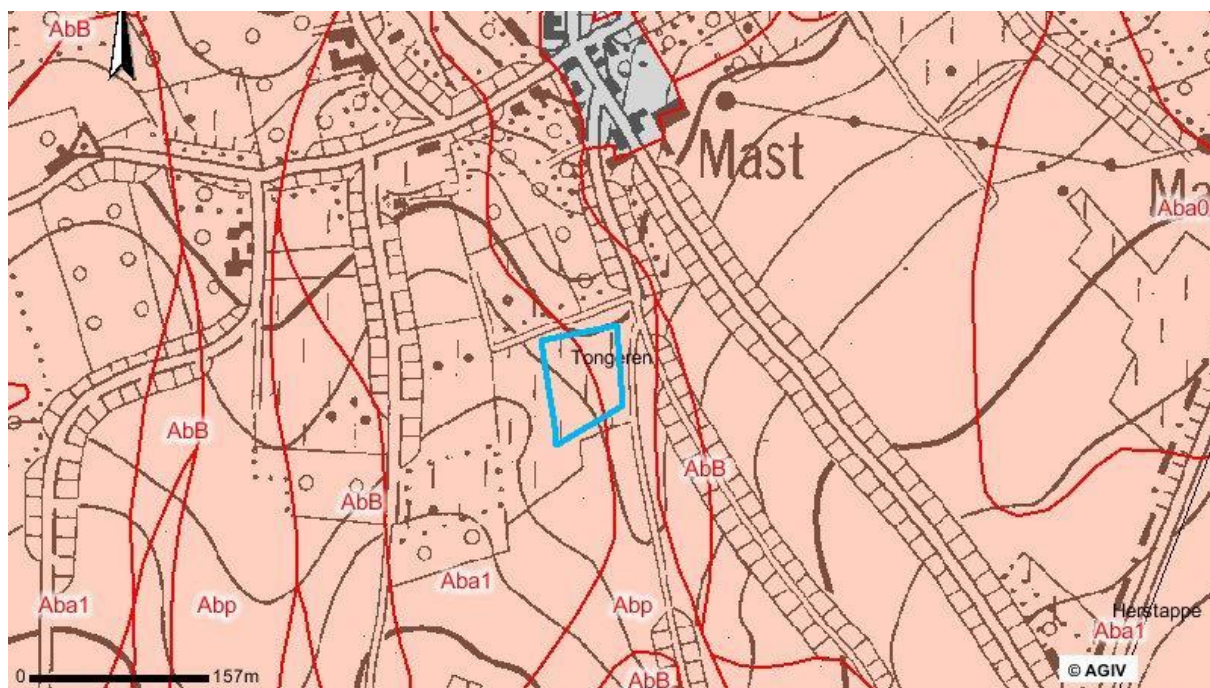 AbB
Mast
Ma
Aba0
Tongeren
AbB
AbB
AbB
Aba1
Aba1
Abp
Abp
Herstappe
Aba1
AbB
0 157m
© AGIV